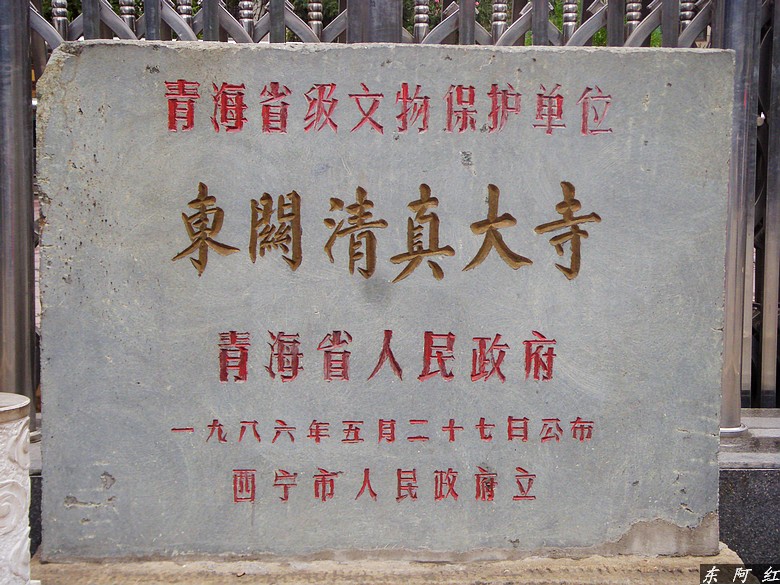 青海省级文物保护单位
東關清真大寺
青海省人民政府
一九八六年五月二十七日公布
西宁市人民政府立
东阿红